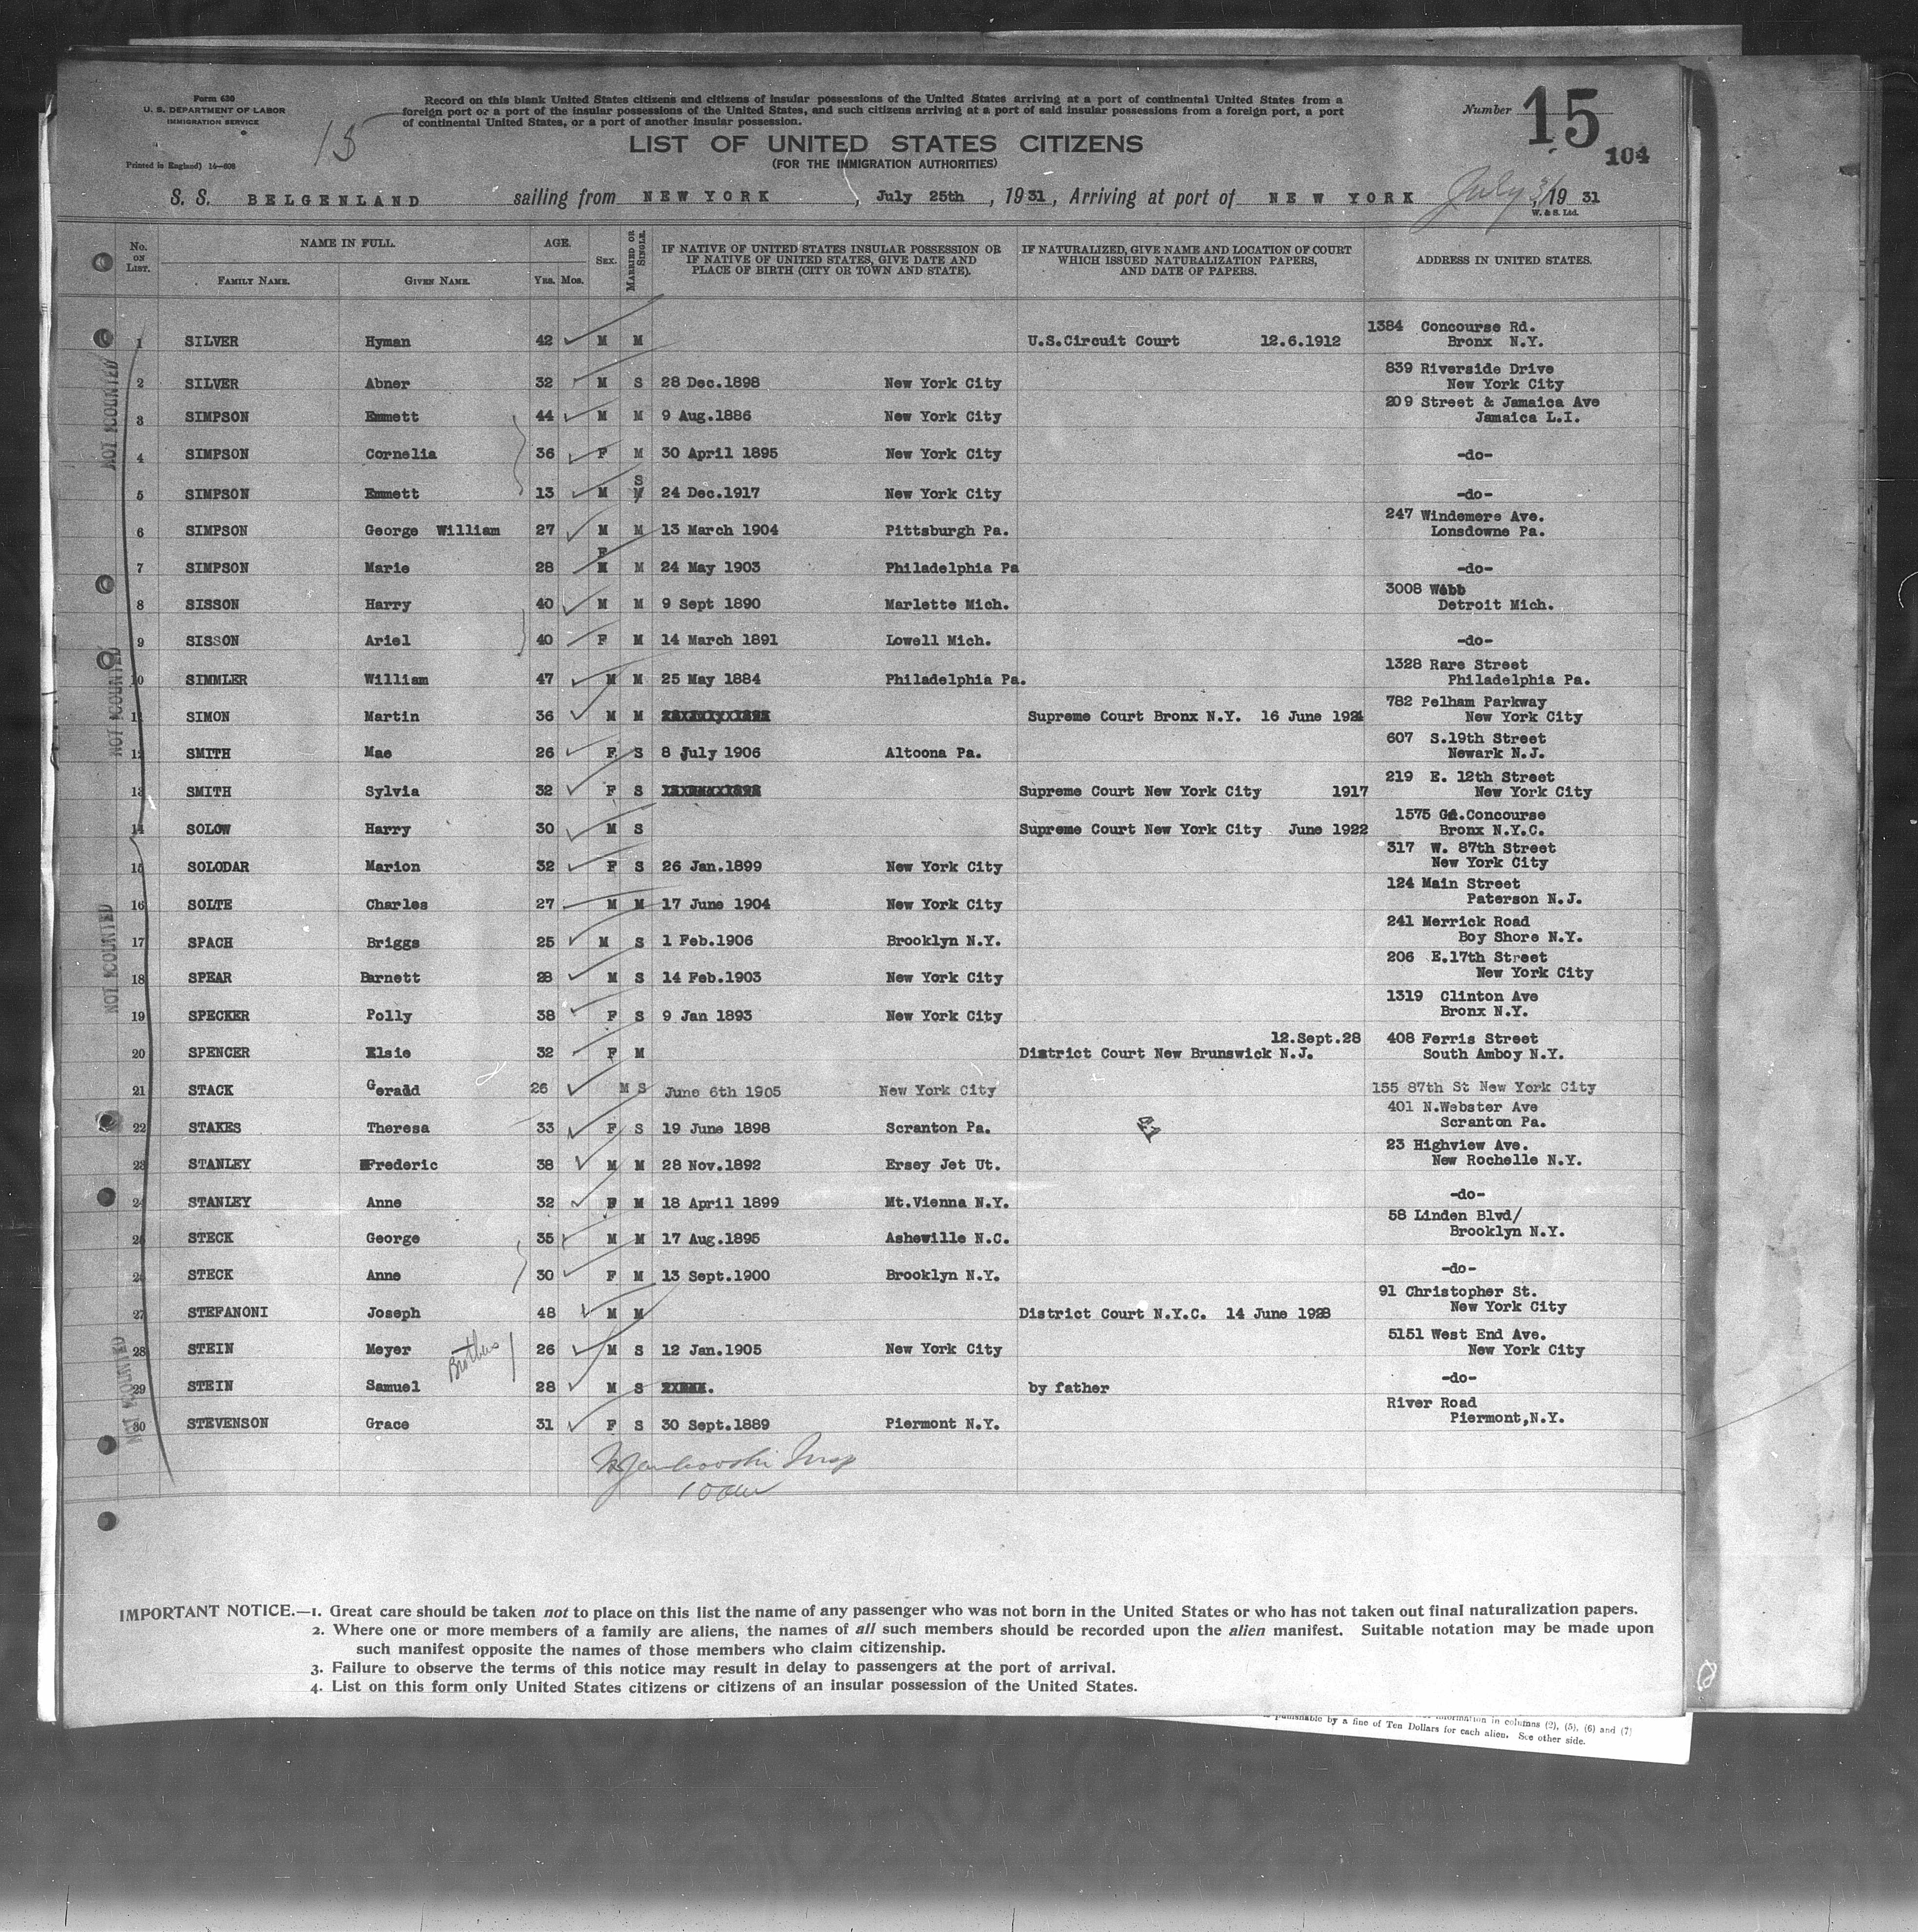 Form 630
U. S. DEPARTMENT OF LABOR
IMMIGRATION SERVICE
Printed in England) 14—808
15
Record on this blank United States citizens and citizens of insular possessions of the United States arriving at a port of continental United States from a
foreign port or a port of the insular possessions of the United States, and such citizens arriving at a port of said insular possessions from a foreign port, a port
of continental United States, or a port of another insular possession.
LIST OF UNITED STATES CITIZENS
(FOR THE IMMIGRATION AUTHORITIES)
Number 15
104
S. S. BELGENLAND sailing from NEW YORK, July 25th, 1931, Arriving at port of NEW YORK July 31, 1931
W. & S. Ltd.
No. ON LIST. NAME IN FULL. AGE. SEX. MARRIED OR SINGLE. IF NATIVE OF UNITED STATES INSULAR POSSESSION OR IF NATIVE OF UNITED STATES, GIVE DATE AND PLACE OF BIRTH (CITY OR TOWN AND STATE). IF NATURALIZED, GIVE NAME AND LOCATION OF COURT WHICH ISSUED NATURALIZATION PAPERS, AND DATE OF PAPERS. ADDRESS IN UNITED STATES.
FAMILY NAME. GIVEN NAME. YRS. MOS.
1 SILVER Hyman 42 M M U.S.Circuit Court 12.6.1912 1384 Concourse Rd. Bronx N.Y.
2 SILVER Abner 32 M S 28 Dec.1898 New York City 839 Riverside Drive New York City
3 SIMPSON Emmett 44 M M 9 Aug.1886 New York City 209 Street & Jamaica Ave Jamaica L.I.
4 SIMPSON Cornelia 36 F M 30 April 1895 New York City -do-
5 SIMPSON Emmett 13 M S M 24 Dec.1917 New York City -do-
6 SIMPSON George William 27 M M 13 March 1904 Pittsburgh Pa. 247 Windemere Ave. Lonsdowne Pa.
7 SIMPSON Marie 28 F M M 24 May 1903 Philadelphia Pa -do-
8 SISSON Harry 40 M M 9 Sept 1890 Marlette Mich. 3008 Webb Detroit Mich.
9 SISSON Ariel 40 F M 14 March 1891 Lowell Mich. -do-
10 SIMMLER William 47 M M 25 May 1884 Philadelphia Pa. 1328 Rare Street Philadelphia Pa.
11 SIMON Martin 36 M M Supreme Court Bronx N.Y. 16 June 1921 782 Pelham Parkway New York City
12 SMITH Mae 26 F S 8 July 1906 Altoona Pa. 607 S.19th Street Newark N.J.
13 SMITH Sylvia 32 F S Supreme Court New York City 1917 219 E. 12th Street New York City
14 SOLOW Harry 30 M S Supreme Court New York City June 1922 1575 Gd.Concourse Bronx N.Y.C.
15 SOLODAR Marion 32 F S 26 Jan.1899 New York City 317 W. 87th Street New York City
16 SOLTE Charles 27 M M 17 June 1904 New York City 124 Main Street Paterson N.J.
17 SPACH Briggs 25 M S 1 Feb.1906 Brooklyn N.Y. 241 Merrick Road Boy Shore N.Y.
18 SPEAR Barnett 28 M S 14 Feb.1903 New York City 206 E.17th Street New York City
19 SPECKER Polly 38 F S 9 Jan 1893 New York City 1319 Clinton Ave Bronx N.Y.
20 SPENCER Elsie 32 F M District Court New Brunswick N.J. 12.Sept.28 408 Ferris Street South Amboy N.Y.
21 STACK Geradd 26 M S June 6th 1905 New York City 155 87th St New York City
22 STAKES Theresa 33 F S 19 June 1898 Scranton Pa. 401 N.Webster Ave Scranton Pa.
23 STANLEY Frederic 38 M M 28 Nov.1892 Ersey Jet Ut. 23 Highview Ave. New Rochelle N.Y.
24 STANLEY Anne 32 F M 18 April 1899 Mt.Vienna N.Y. -do-
25 STECK George 35 M M 17 Aug.1895 Asheville N.C. 58 Linden Blvd/ Brooklyn N.Y.
26 STECK Anne 30 F M 13 Sept.1900 Brooklyn N.Y. -do-
27 STEFANONI Joseph 48 M M District Court N.Y.C. 14 June 1928 91 Christopher St. New York City
28 STEIN Meyer 26 M S 12 Jan.1905 New York City 5151 West End Ave. New York City
Brothers
29 STEIN Samuel 28 M S by father -do-
30 STEVENSON Grace 31 F S 30 Sept.1889 Piermont N.Y. River Road Piermont,N.Y.
NOT COUNTED
NOT COUNTED
NOT COUNTED
NOT COUNTED
41
Insp
IMPORTANT NOTICE.—1. Great care should be taken not to place on this list the name of any passenger who was not born in the United States or who has not taken out final naturalization papers.
2. Where one or more members of a family are aliens, the names of all such members should be recorded upon the alien manifest. Suitable notation may be made upon
such manifest opposite the names of those members who claim citizenship.
3. Failure to observe the terms of this notice may result in delay to passengers at the port of arrival.
4. List on this form only United States citizens or citizens of an insular possession of the United States.
information in columns (2), (5), (6) and (7)
punishable by a fine of Ten Dollars for each alien. See other side.